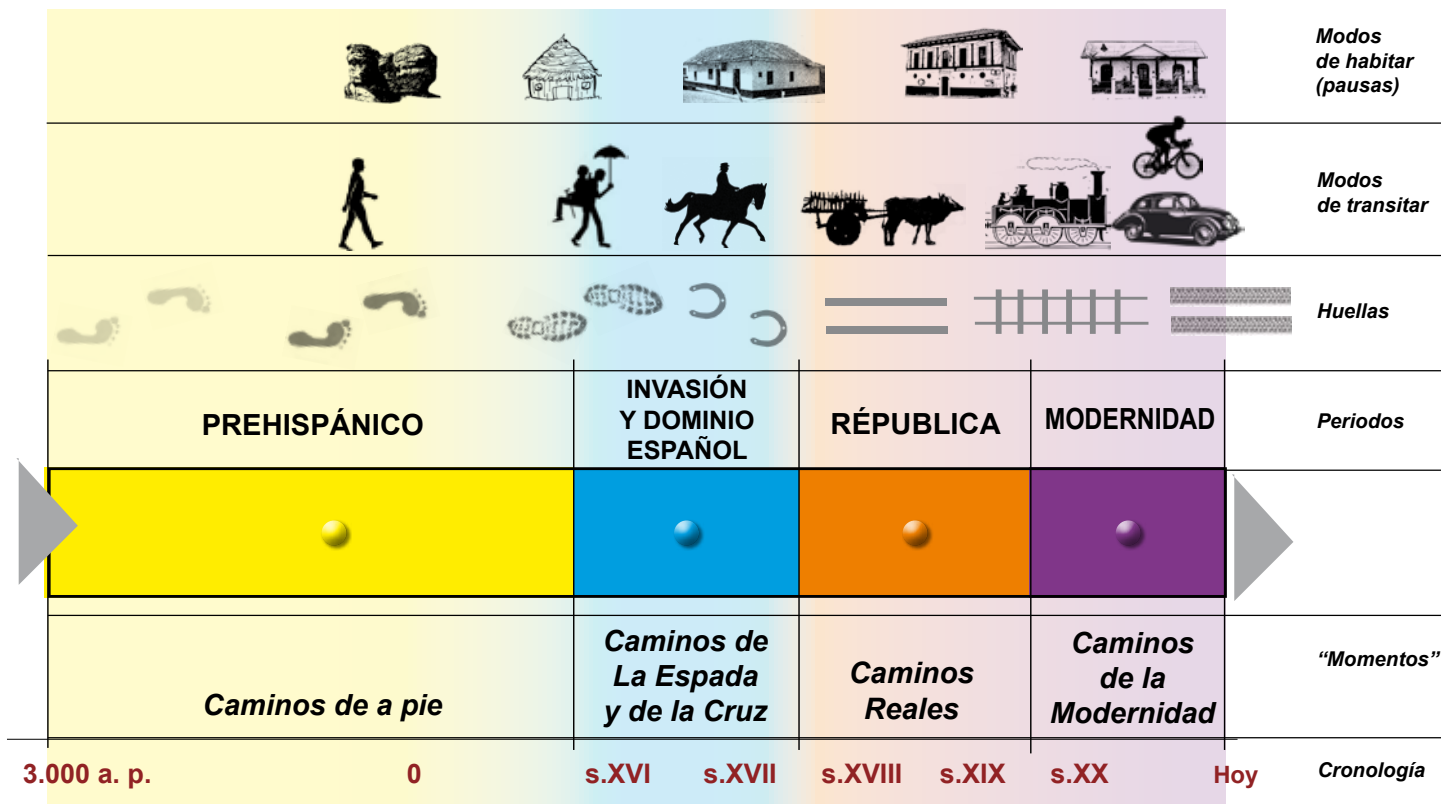 Modos
de habitar
(pausas)
Modos
de transitar
Huellas
PREHISPÁNICO
INVASIÓN
Y DOMINIO
ESPAÑOL
RÉPUBLICA
MODERNIDAD
Periodos
Caminos de a pie
Caminos de
La Espada
y de la Cruz
Caminos
Reales
Caminos
de la
Modernidad
“Momentos”
3.000 a. p.
0
s.XVI
s.XVII
s.XVIII
s.XIX
s.XX
Hoy
Cronología